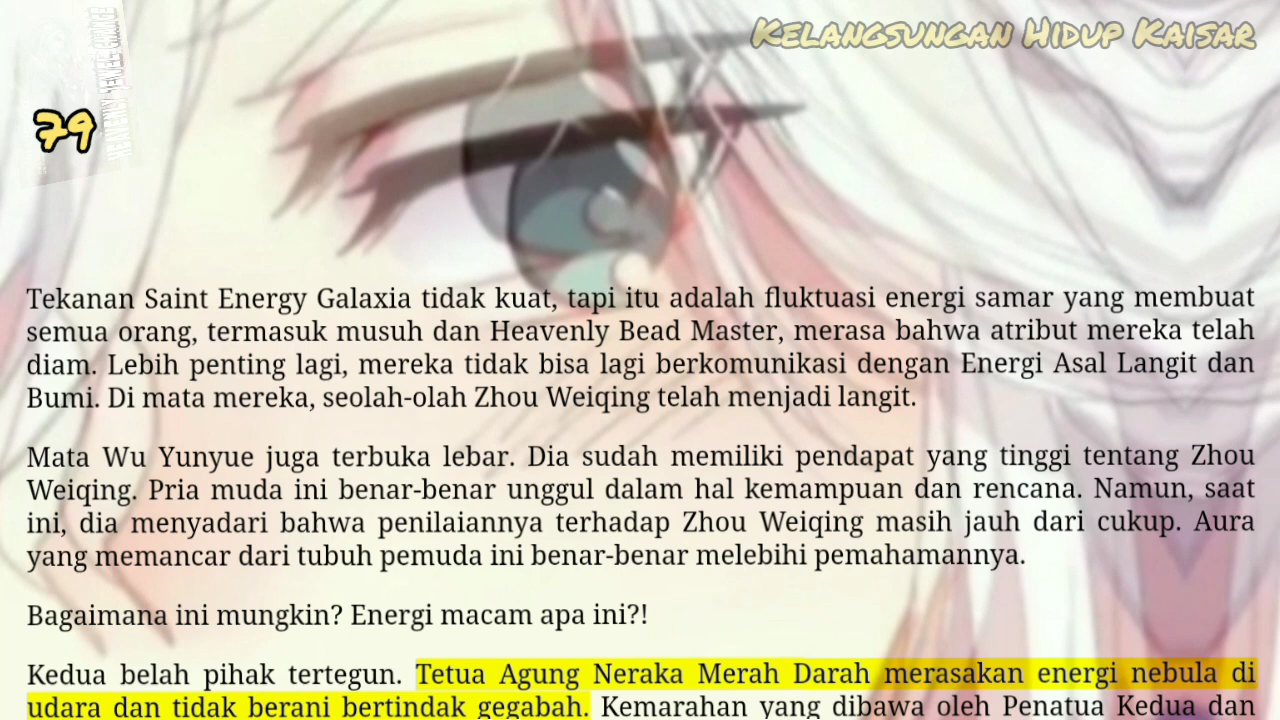 Kelangsungan Hidup Kaisar
HEAVENLY JEWEL CHANGE
79
Tekanan Saint Energy Galaxia tidak kuat, tapi itu adalah fluktuasi energi samar yang membuat
semua orang, termasuk musuh dan Heavenly Bead Master, merasa bahwa atribut mereka telah
diam. Lebih penting lagi, mereka tidak bisa lagi berkomunikasi dengan Energi Asal Langit dan
Bumi. Di mata mereka, seolah-olah Zhou Weiqing telah menjadi langit.
Mata Wu Yunyue juga terbuka lebar. Dia sudah memiliki pendapat yang tinggi tentang Zhou
Weiqing. Pria muda ini benar-benar unggul dalam hal kemampuan dan rencana. Namun, saat
ini, dia menyadari bahwa penilaiannya terhadap Zhou Weiqing masih jauh dari cukup. Aura
yang memancar dari tubuh pemuda ini benar-benar melebihi pemahamannya.
Bagaimana ini mungkin? Energi macam apa ini?!
Kedua belah pihak tertegun. Tetua Agung Neraka Merah Darah merasakan energi nebula di
udara dan tidak berani bertindak gegabah. Kemarahan yang dibawa oleh Penatua Kedua dan